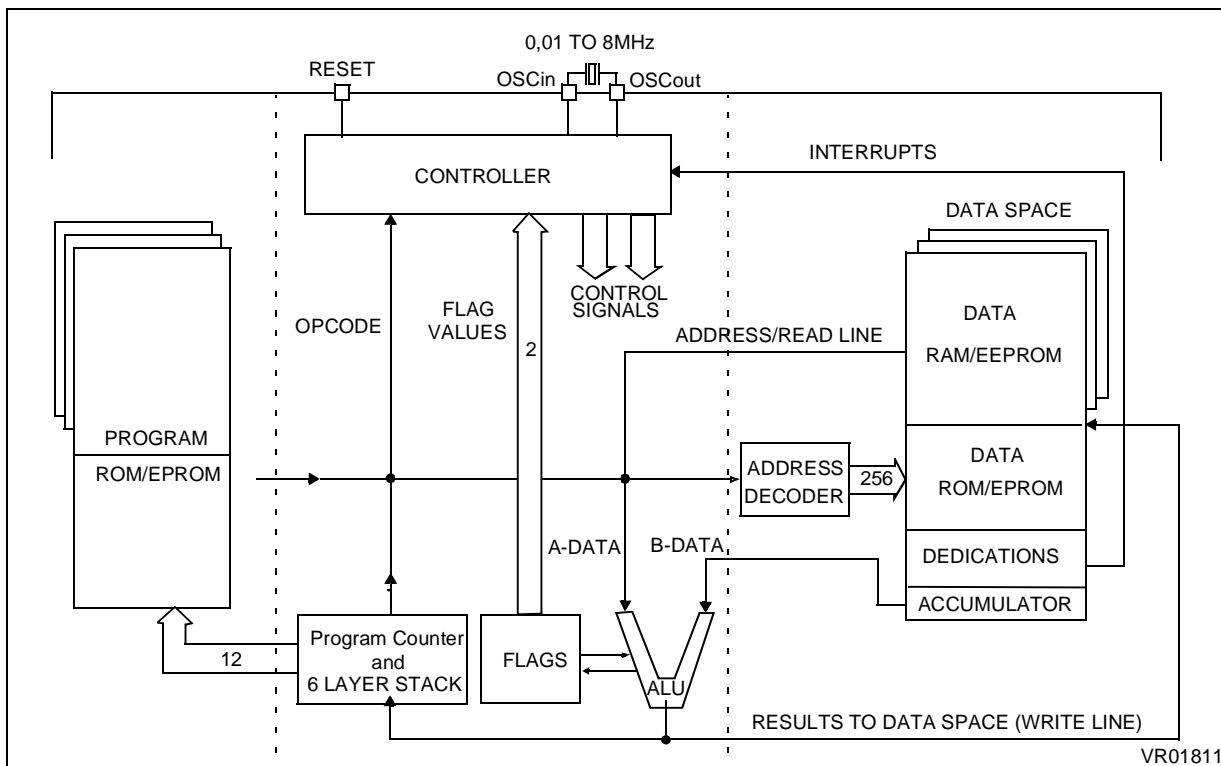 0,01 TO 8MHz
RESET
OSCin
OSCout
INTERRUPTS
CONTROLLER
DATA SPACE
OPCODE
FLAG
VALUES
2
CONTROL
SIGNALS
ADDRESS/READ LINE
DATA
RAM/EEPROM
PROGRAM
ROM/EPROM
ADDRESS
DECODER
256
DATA
ROM/EPROM
A-DATA
B-DATA
DEDICATIONS
ACCUMULATOR
12
Program Counter
and
6 LAYER STACK
FLAGS
ALU
RESULTS TO DATA SPACE (WRITE LINE)
VR01811